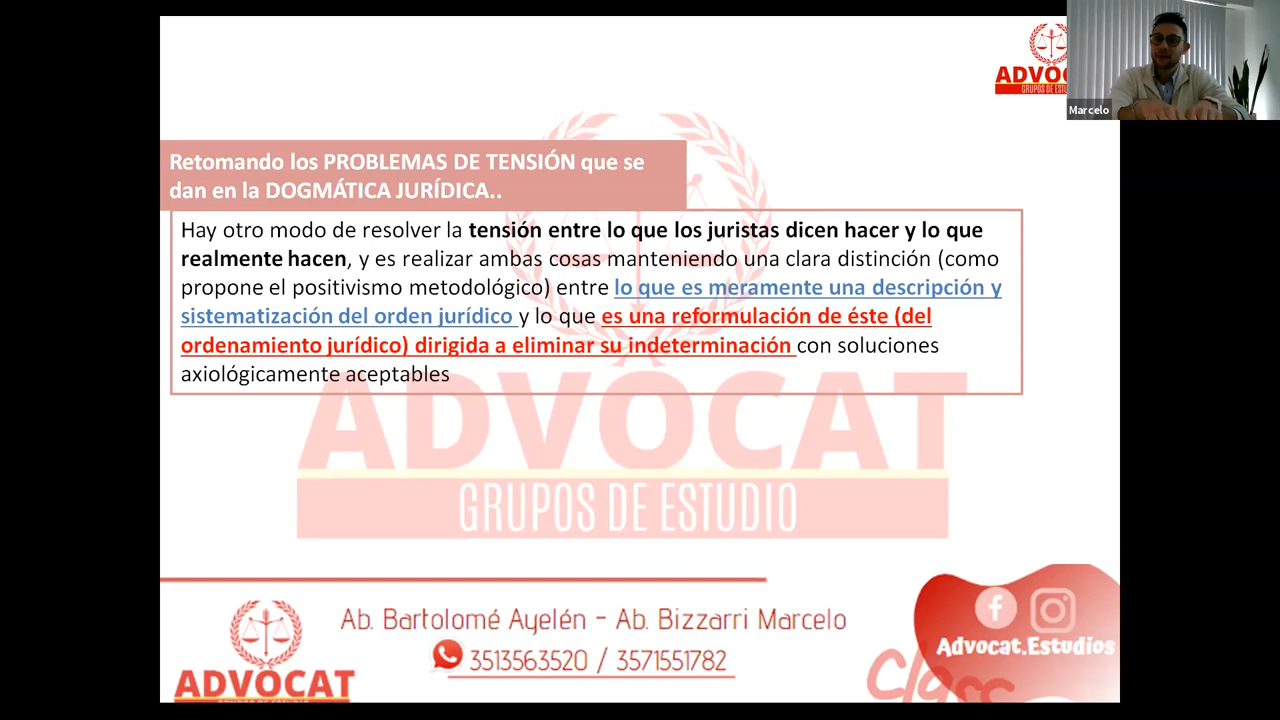 ADVOC
GRUPOS DE EST
Marcelo
Retomando los PROBLEMAS DE TENSIÓN que se
dan en la DOGMÁTICA JURÍDICA..
Hay otro modo de resolver la tensión entre lo que los juristas dicen hacer y lo que
realmente hacen, y es realizar ambas cosas manteniendo una clara distinción (como
propone el positivismo metodológico) entre lo que es meramente una descripción y
sistematización del orden jurídico y lo que es una reformulación de éste (del
ordenamiento jurídico) dirigida a eliminar su indeterminación con soluciones
axiológicamente aceptables
ADVOCAT
GRUPOS DE ESTUDIO
Ab. Bartolomé Ayelén - Ab. Bizzarri Marcelo
3513563520 / 3571551782
Advocat.Estudios
Class
ADVOCAT